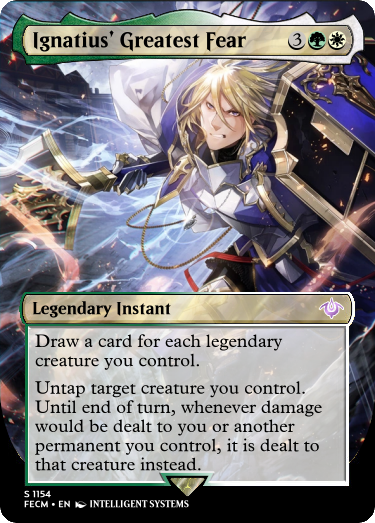 Ignatius' Greatest Fear 3
Legendary Instant
Draw a card for each legendary
creature you control.
Untap target creature you control.
Until end of turn, whenever damage
would be dealt to you or another
permanent you control, it is dealt to
that creature instead.
S 1154
FECM • EN INTELLIGENT SYSTEMS